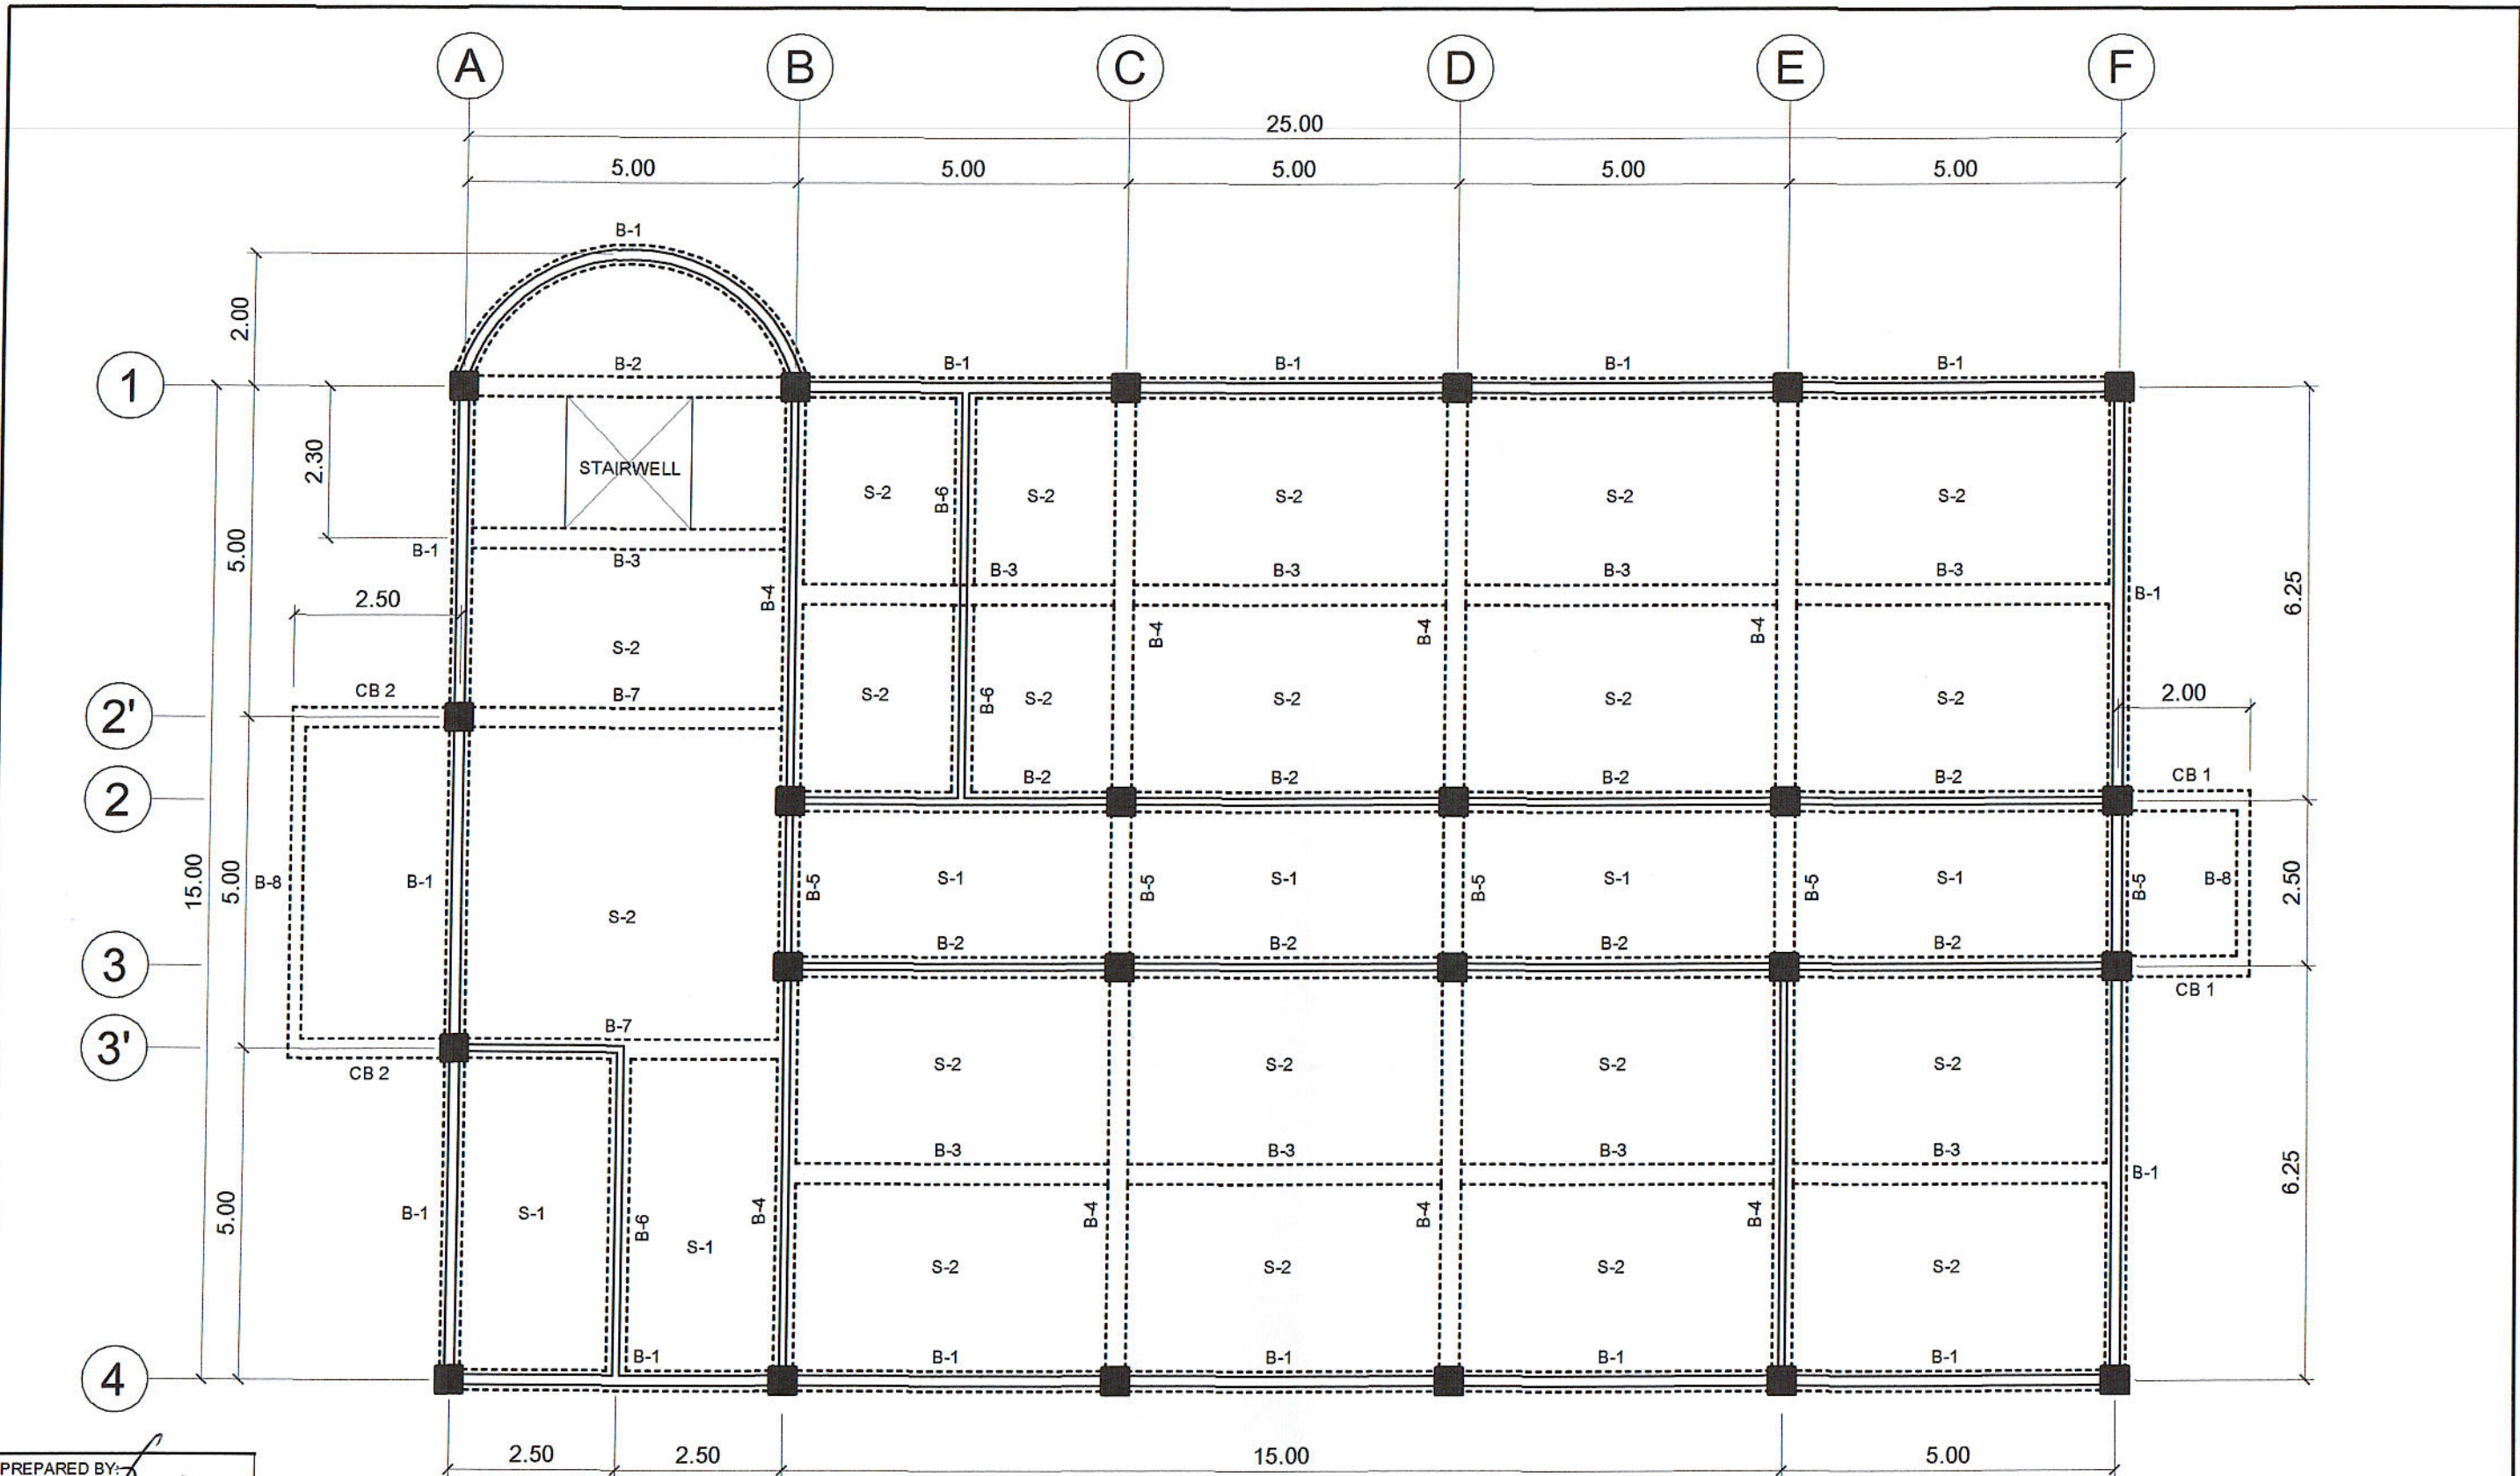 A B C D E F
25.00
5.00 5.00 5.00 5.00 5.00
B-1
2.00
1
B-2 B-1 B-1 B-1 B-1
2.30
STAIRWELL
S-2 B-6 S-2 S-2 S-2 S-2
5.00
B-1
B-3 B-3 B-3 B-3 B-3
2.50
B-4
B-1
6.25
B-4 B-4 B-4
S-2
CB 2 B-7
S-2 B-6 S-2 S-2 S-2 S-2
2.00
2'
2
B-2 B-2 B-2 B-2 CB 1
15.00
5.00
B-8 B-1
S-2
B-5 S-1 B-5 S-1 B-5 S-1 B-5 S-1 B-5 B-8
2.50
3
B-2 B-2 B-2 B-2
CB 1
3'
B-7
CB 2
S-2 S-2 S-2 S-2
B-3 B-3 B-3 B-3
B-1
6.25
5.00
B-1 S-1 B-6 S-1 B-4 B-4 B-4 B-4
S-2 S-2 S-2 S-2
4
B-1 B-1 B-1 B-1 B-1
2.50 2.50 15.00 5.00
PREPARED BY: